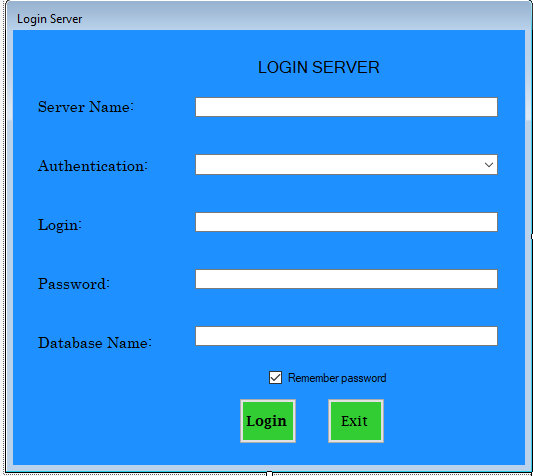 Login Server
LOGIN SERVER
Server Name:
Authentication:
Login:
Password:
Database Name:
Remember password
Login Exit